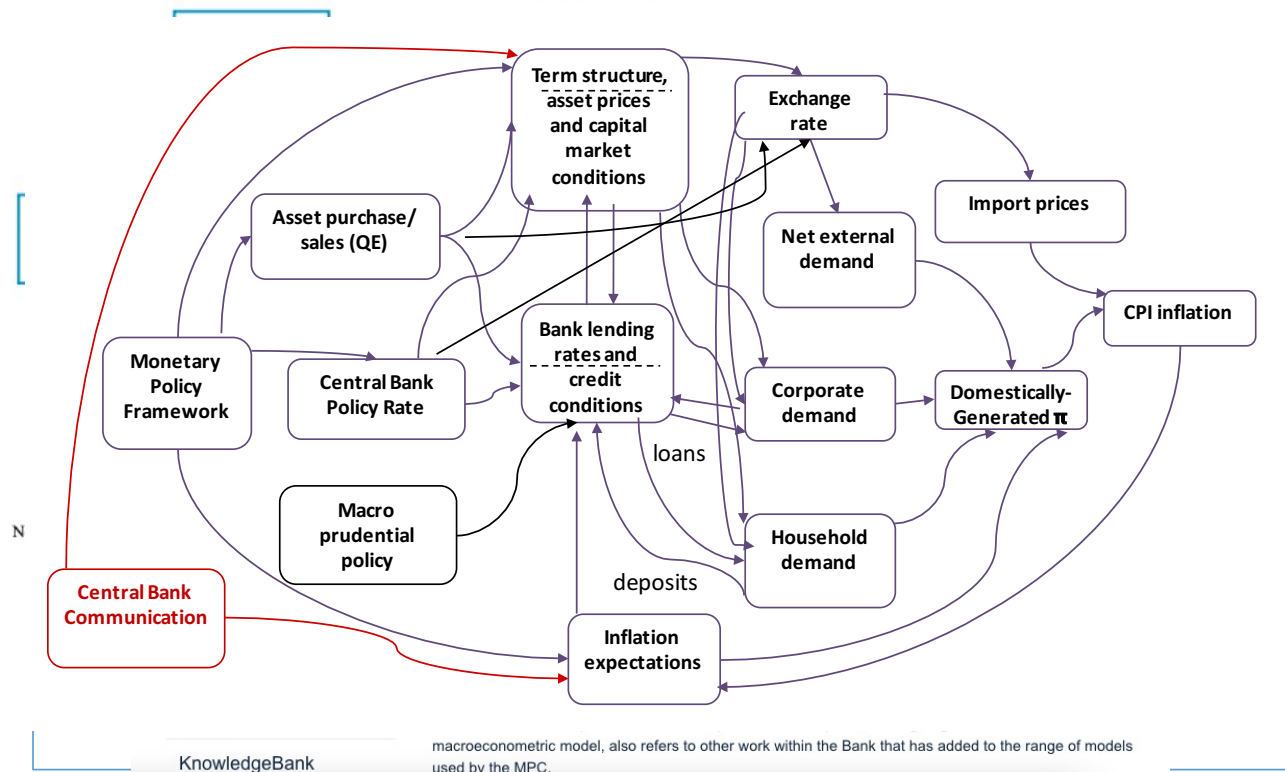 Term structure,
asset prices
and capital
market
conditions
Exchange
rate
Import prices
Asset purchase/
sales (QE)
Net external
demand
CPI inflation
Bank lending
rates and
credit
conditions
Monetary
Policy
Framework
Central Bank
Policy Rate
Corporate
demand
Domestically-
Generated π
loans
Macro
prudential
policy
N
Household
demand
deposits
Central Bank
Communication
Inflation
expectations
KnowledgeBank
macroeconometric model, also refers to other work within the Bank that has added to the range of models
used by the MPC.